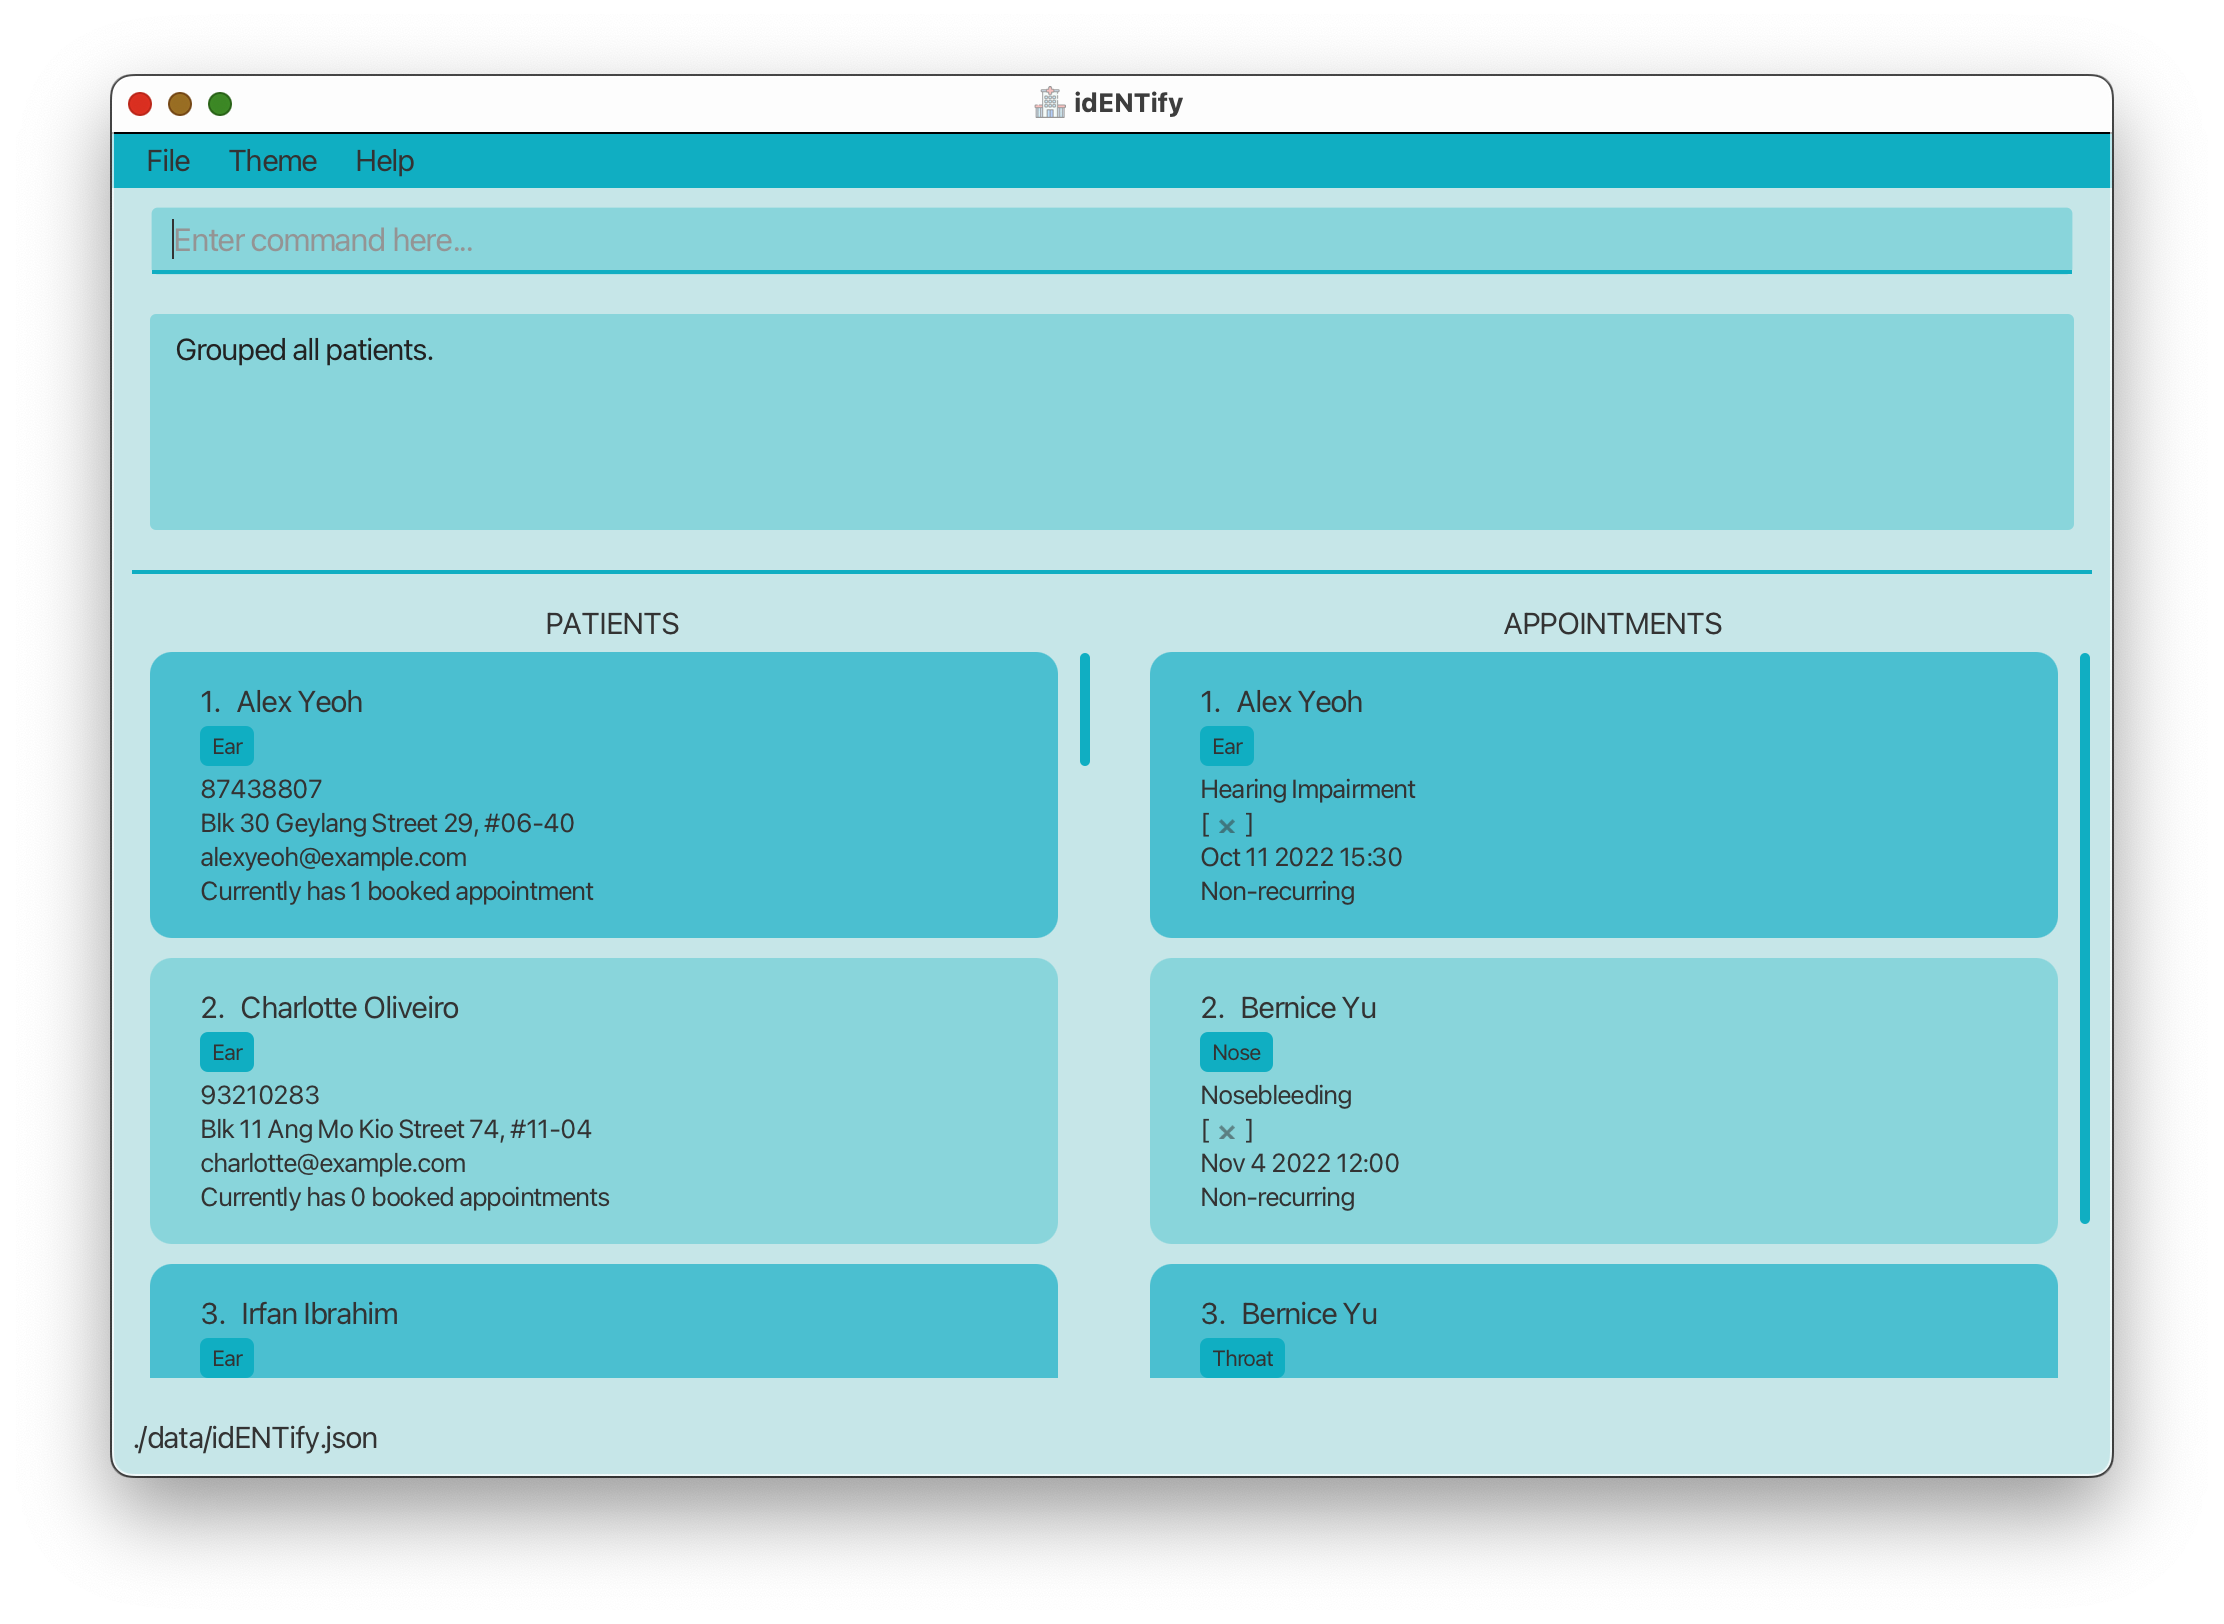 idENTify
File Theme Help
Enter command here...
Grouped all patients.
PATIENTS
1. Alex Yeoh
Ear
87438807
Blk 30 Geylang Street 29, #06-40
alexyeoh@example.com
Currently has 1 booked appointment
2. Charlotte Oliveiro
Ear
93210283
Blk 11 Ang Mo Kio Street 74, #11-04
charlotte@example.com
Currently has 0 booked appointments
3. Irfan Ibrahim
Ear
APPOINTMENTS
1. Alex Yeoh
Ear
Hearing Impairment
[ × ]
Oct 11 2022 15:30
Non-recurring
2. Bernice Yu
Nose
Nosebleeding
[ × ]
Nov 4 2022 12:00
Non-recurring
3. Bernice Yu
Throat
./data/idENTify.json